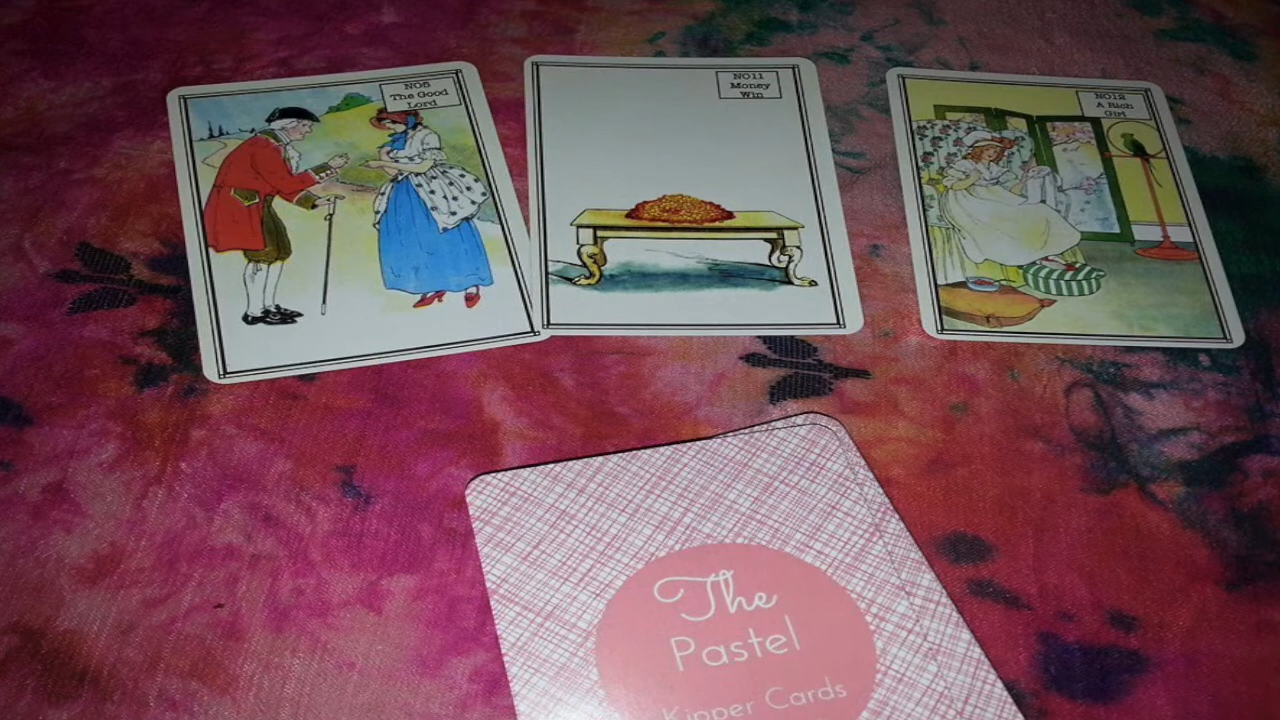 NO5
The Good
Lord
NO11
Money
Win
NO12
A Rich
Girl
The
Pastel
Kipper Cards